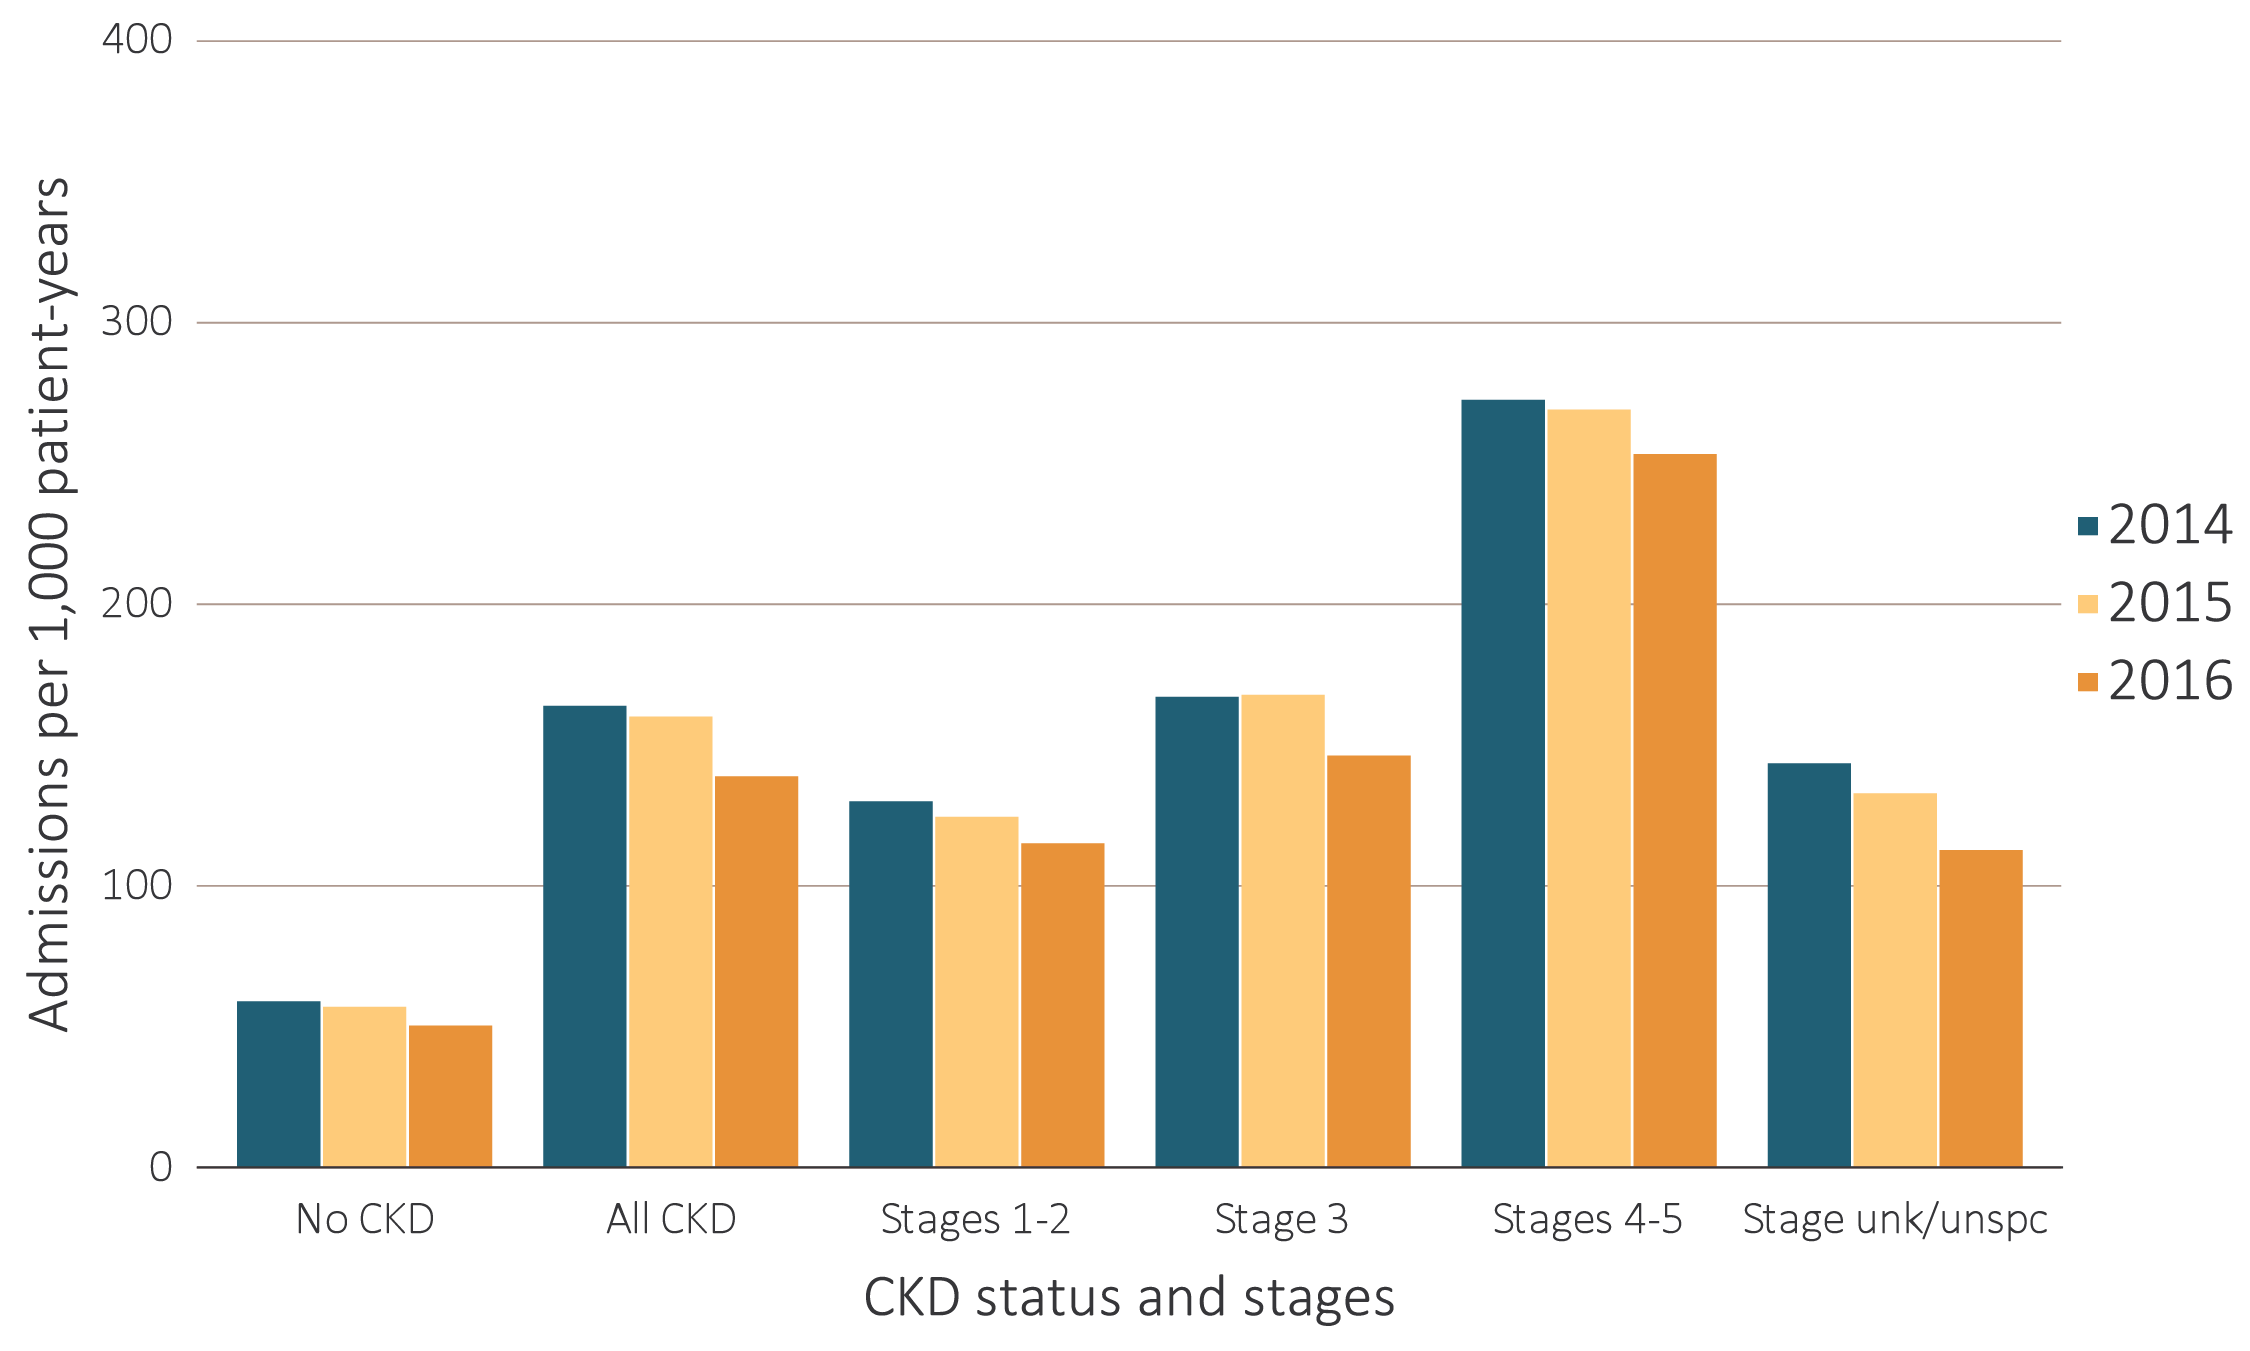 Admissions per 1,000 patient-years
400
300
200
100
0
No CKD
All CKD
Stages 1-2
Stage 3
Stages 4-5
Stage unk/unspc
CKD status and stages
2014
2015
2016